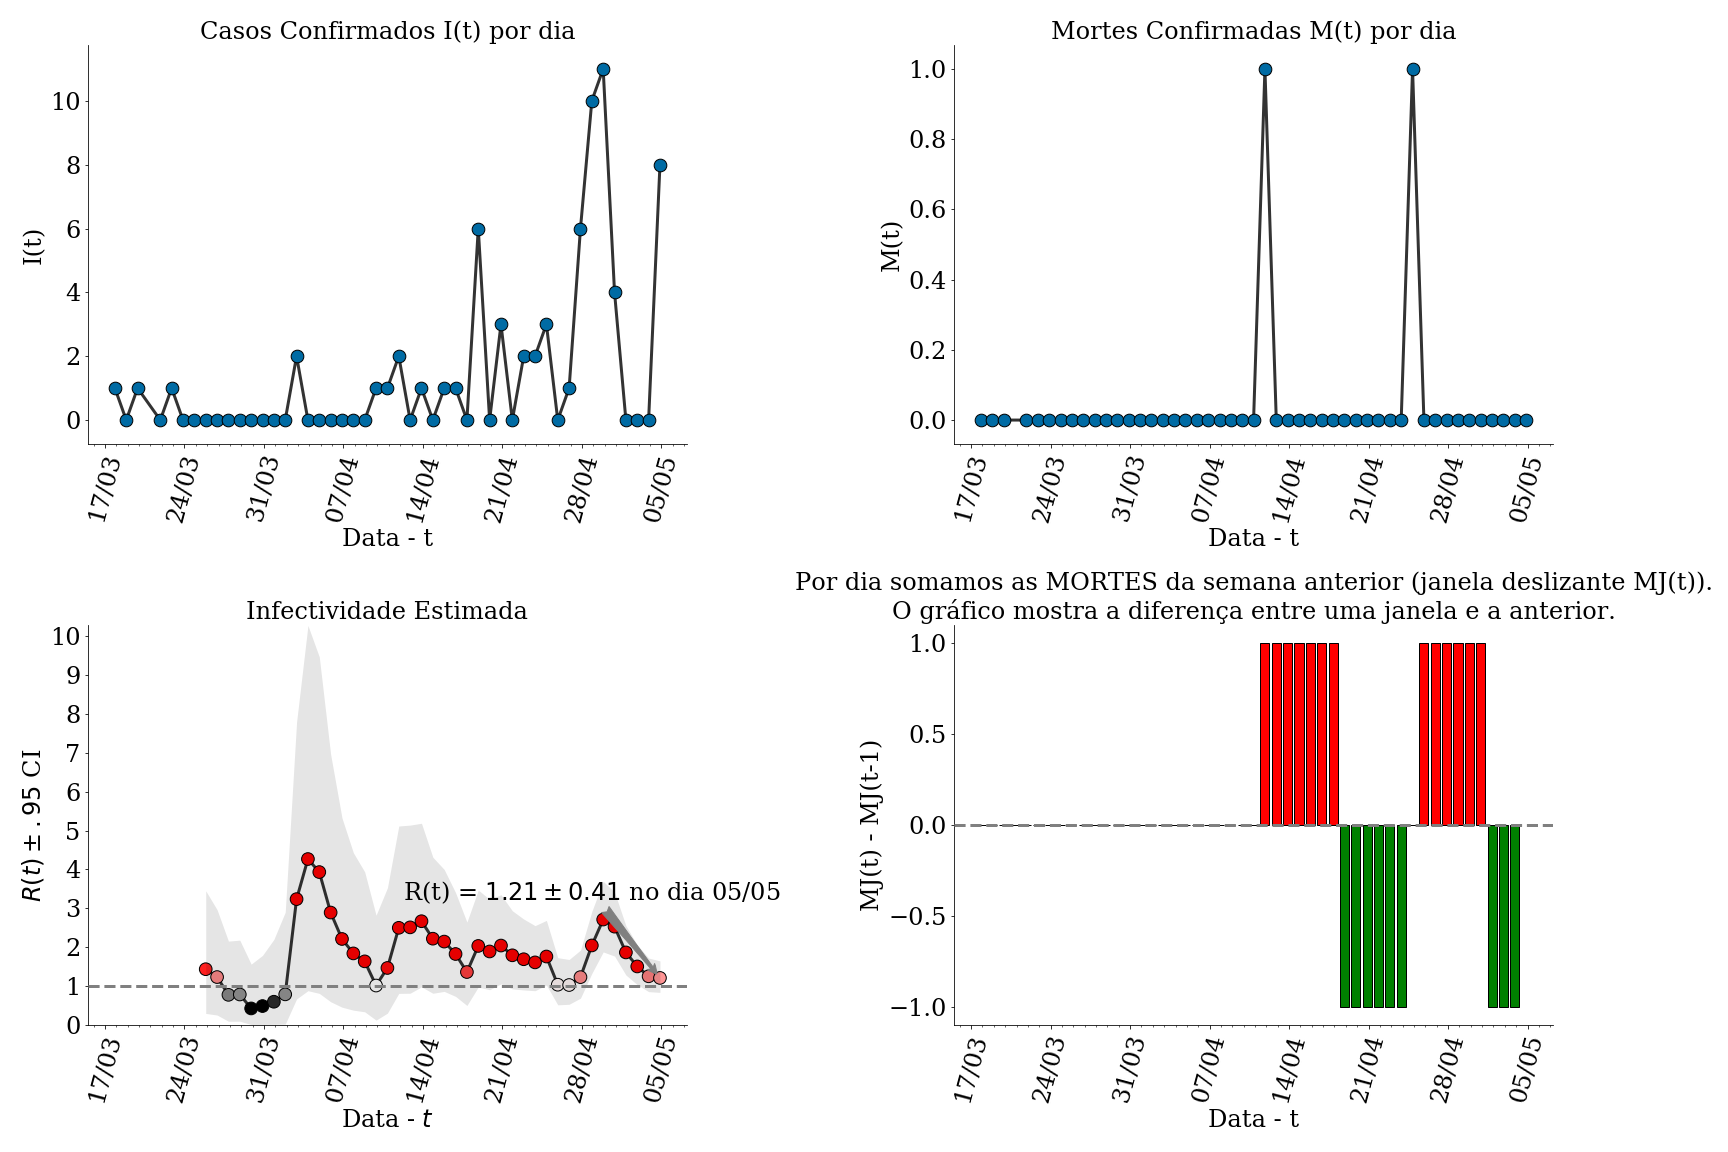 Casos Confirmados I(t) por dia
I(t)
10
8
6
4
2
0
17/03 24/03 31/03 07/04 14/04 21/04 28/04 05/05
Data - t
Mortes Confirmadas M(t) por dia
M(t)
1.0
0.8
0.6
0.4
0.2
0.0
17/03 24/03 31/03 07/04 14/04 21/04 28/04 05/05
Data - t
Infectividade Estimada
R(t) ± .95 CI
10
9
8
7
6
5
4
3
2
1
0
R(t) = 1.21 ± 0.41 no dia 05/05
17/03 24/03 31/03 07/04 14/04 21/04 28/04 05/05
Data - t
Por dia somamos as MORTES da semana anterior (janela deslizante MJ(t)).
O gráfico mostra a diferença entre uma janela e a anterior.
MJ(t) - MJ(t-1)
1.0
0.5
0.0
−0.5
−1.0
17/03 24/03 31/03 07/04 14/04 21/04 28/04 05/05
Data - t